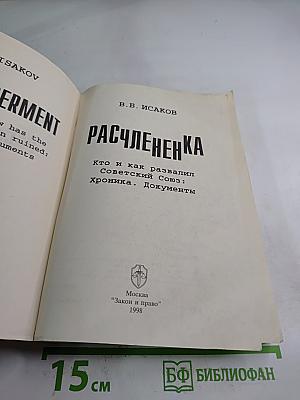 ISAKOV
ERMENT
w has the
n ruined:
uments
В.В. ИСАКОВ
РАСЧЛЕНЕНКА
Кто и как развалил
Советский Союз:
Хроника. Документы
Москва
"Закон и право"
1998
15 см
БФ БИБЛИОФАН